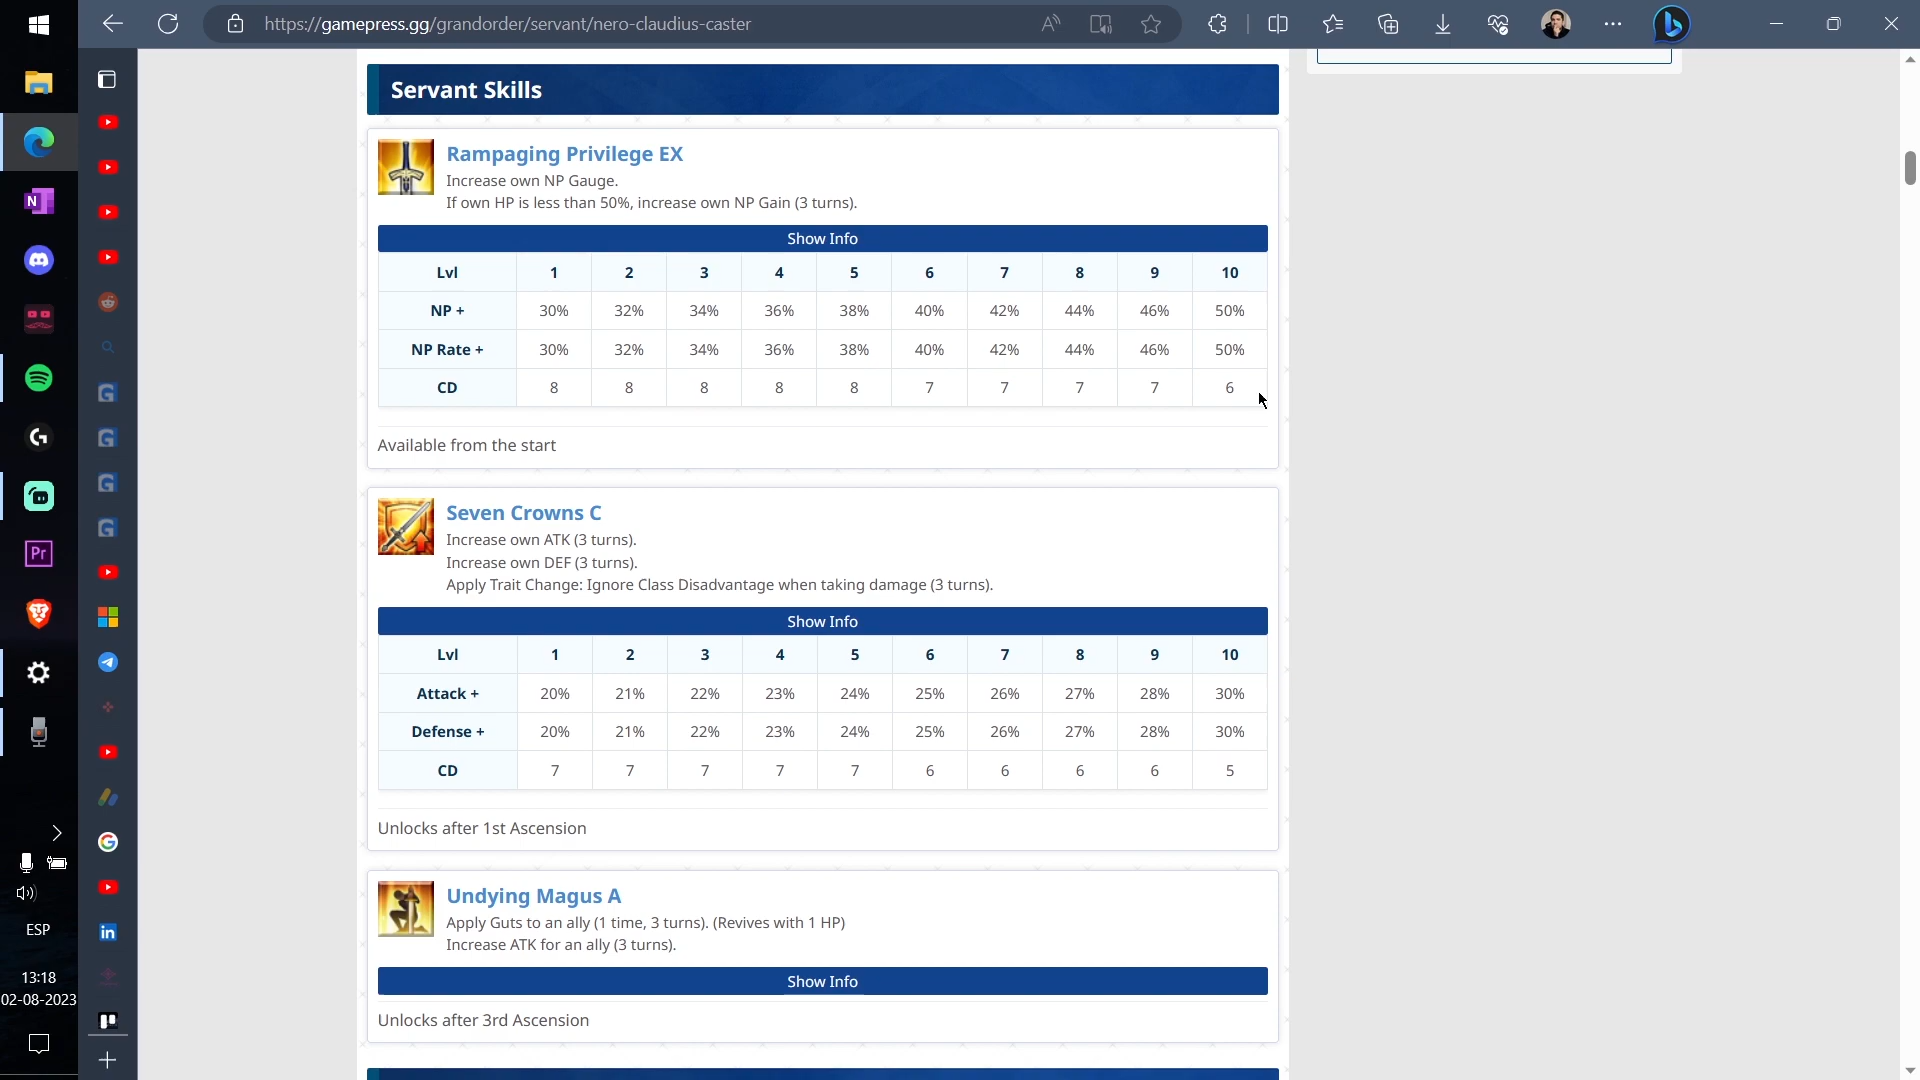 https://gamepress.gg/grandorder/servant/nero-claudius-caster
Servant Skills
Rampaging Privilege EX
Increase own NP Gauge.
If own HP is less than 50%, increase own NP Gain (3 turns).
Show Info
Lvl 1 2 3 4 5 6 7 8 9 10
NP + 30% 32% 34% 36% 38% 40% 42% 44% 46% 50%
NP Rate + 30% 32% 34% 36% 38% 40% 42% 44% 46% 50%
CD 8 8 8 8 8 7 7 7 7 6
Available from the start
Seven Crowns C
Increase own ATK (3 turns).
Increase own DEF (3 turns).
Apply Trait Change: Ignore Class Disadvantage when taking damage (3 turns).
Show Info
Lvl 1 2 3 4 5 6 7 8 9 10
Attack + 20% 21% 22% 23% 24% 25% 26% 27% 28% 30%
Defense + 20% 21% 22% 23% 24% 25% 26% 27% 28% 30%
CD 7 7 7 7 7 6 6 6 6 5
Unlocks after 1st Ascension
Undying Magus A
Apply Guts to an ally (1 time, 3 turns). (Revives with 1 HP)
Increase ATK for an ally (3 turns).
Show Info
Unlocks after 3rd Ascension
N
Pr
ESP
13:18
02-08-2023
in